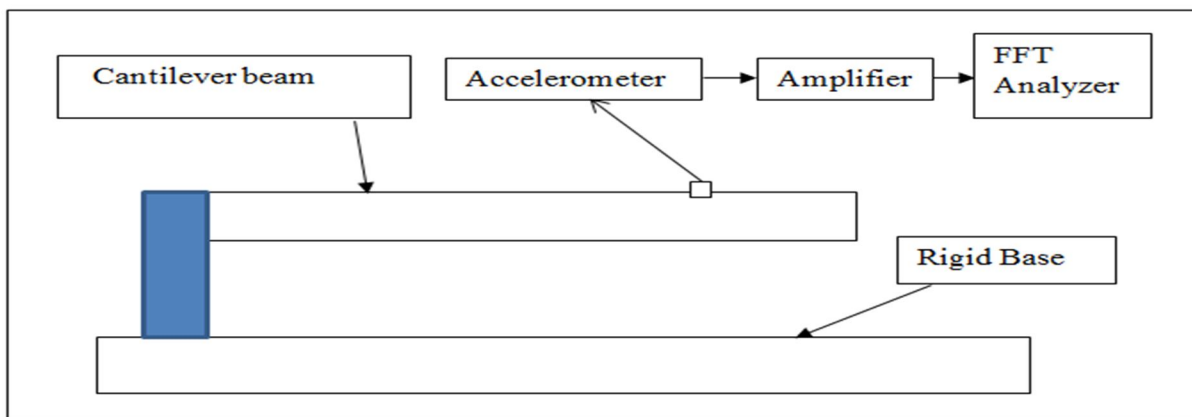 Cantilever beam
Accelerometer
Amplifier
FFT
Analyzer
Rigid Base